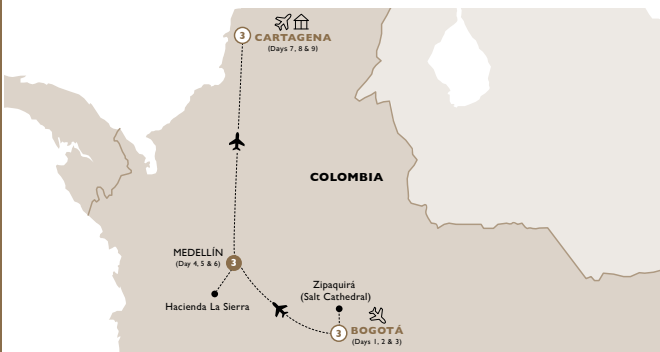 3
CARTAGENA
(Days 7, 8 & 9)
COLOMBIA
MEDELLÍN
(Day 4, 5 & 6)
3
Hacienda La Sierra
Zipaquirá
(Salt Cathedral)
3
BOGOTÁ
(Days 1, 2 & 3)